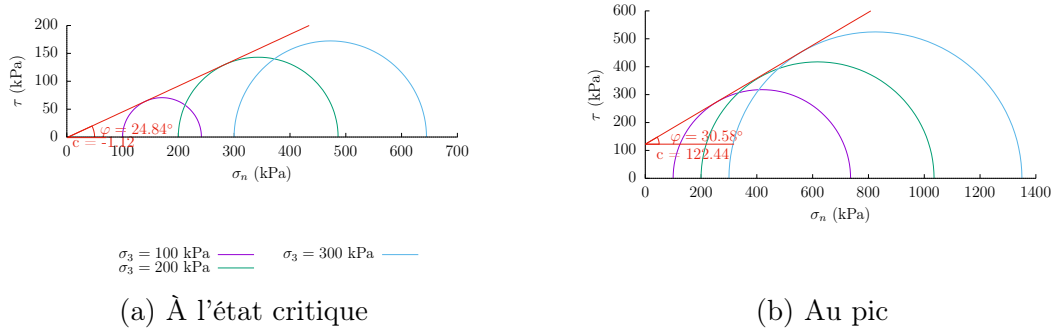 200
150
100
50
0
τ (kPa)
φ = 24.84°
c = -1.12
0 100 200 300 400 500 600 700
σn (kPa)
600
500
400
300
200
100
0
τ (kPa)
φ = 30.58°
c = 122.44
0 200 400 600 800 1000 1200 1400
σn (kPa)
σ3 = 100 kPa σ3 = 300 kPa
σ3 = 200 kPa
(a) À l'état critique
(b) Au pic